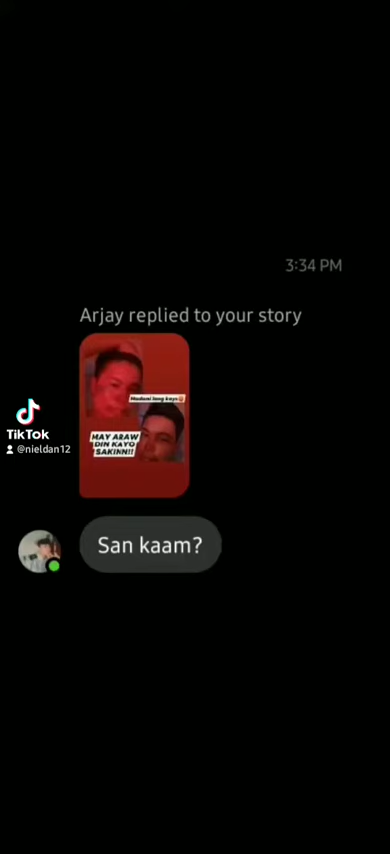 3:34 PM
Arjay replied to your story
Madami lang kayo
MAY ARAW
DIN KAYO
SAKINN!!
TikTok
@nieldan12
San kaam?